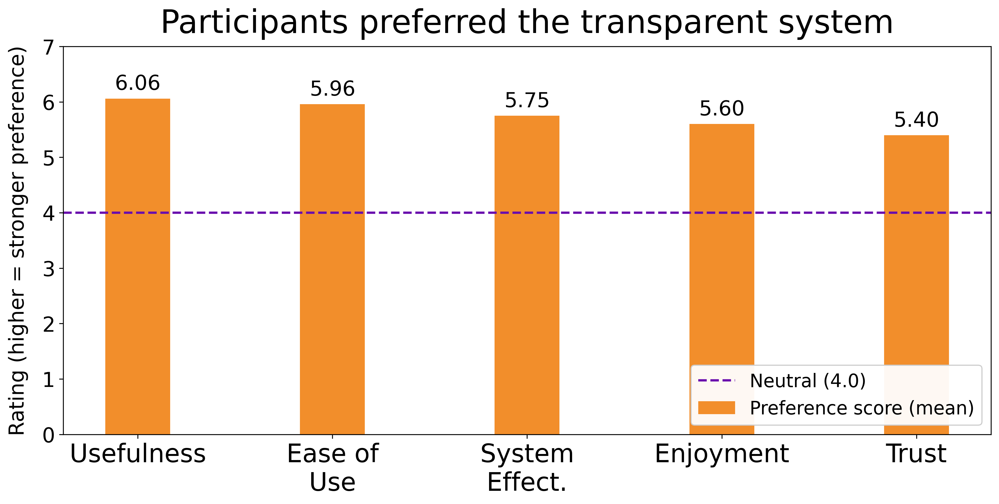 Participants preferred the transparent system
Rating (higher = stronger preference)
7
6
5
4
3
2
1
0
6.06
5.96
5.75
5.60
5.40
Neutral (4.0)
Preference score (mean)
Usefulness
Ease of
Use
System
Effect.
Enjoyment
Trust